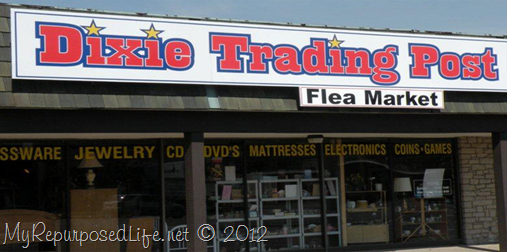 Dixie Trading Post
Flea Market
SSWARE JEWELRY CD DVD'S MATTRESSES ELECTRONICS COINS · GAMES
MyRepurposedLife.net © 2012